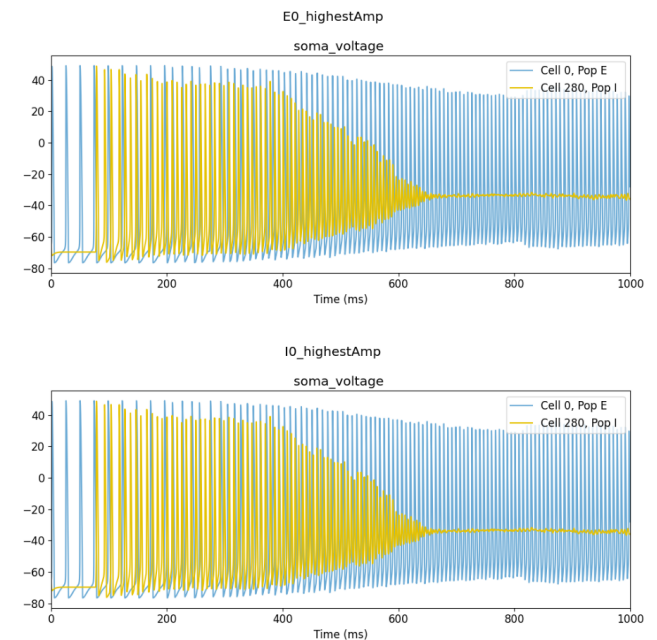 E0_highestAmp
soma_voltage
Cell 0, Pop E
Cell 280, Pop I
40
20
0
−20
−40
−60
−80
0 200 400 600 800 1000
Time (ms)
I0_highestAmp
soma_voltage
Cell 0, Pop E
Cell 280, Pop I
40
20
0
−20
−40
−60
−80
0 200 400 600 800 1000
Time (ms)